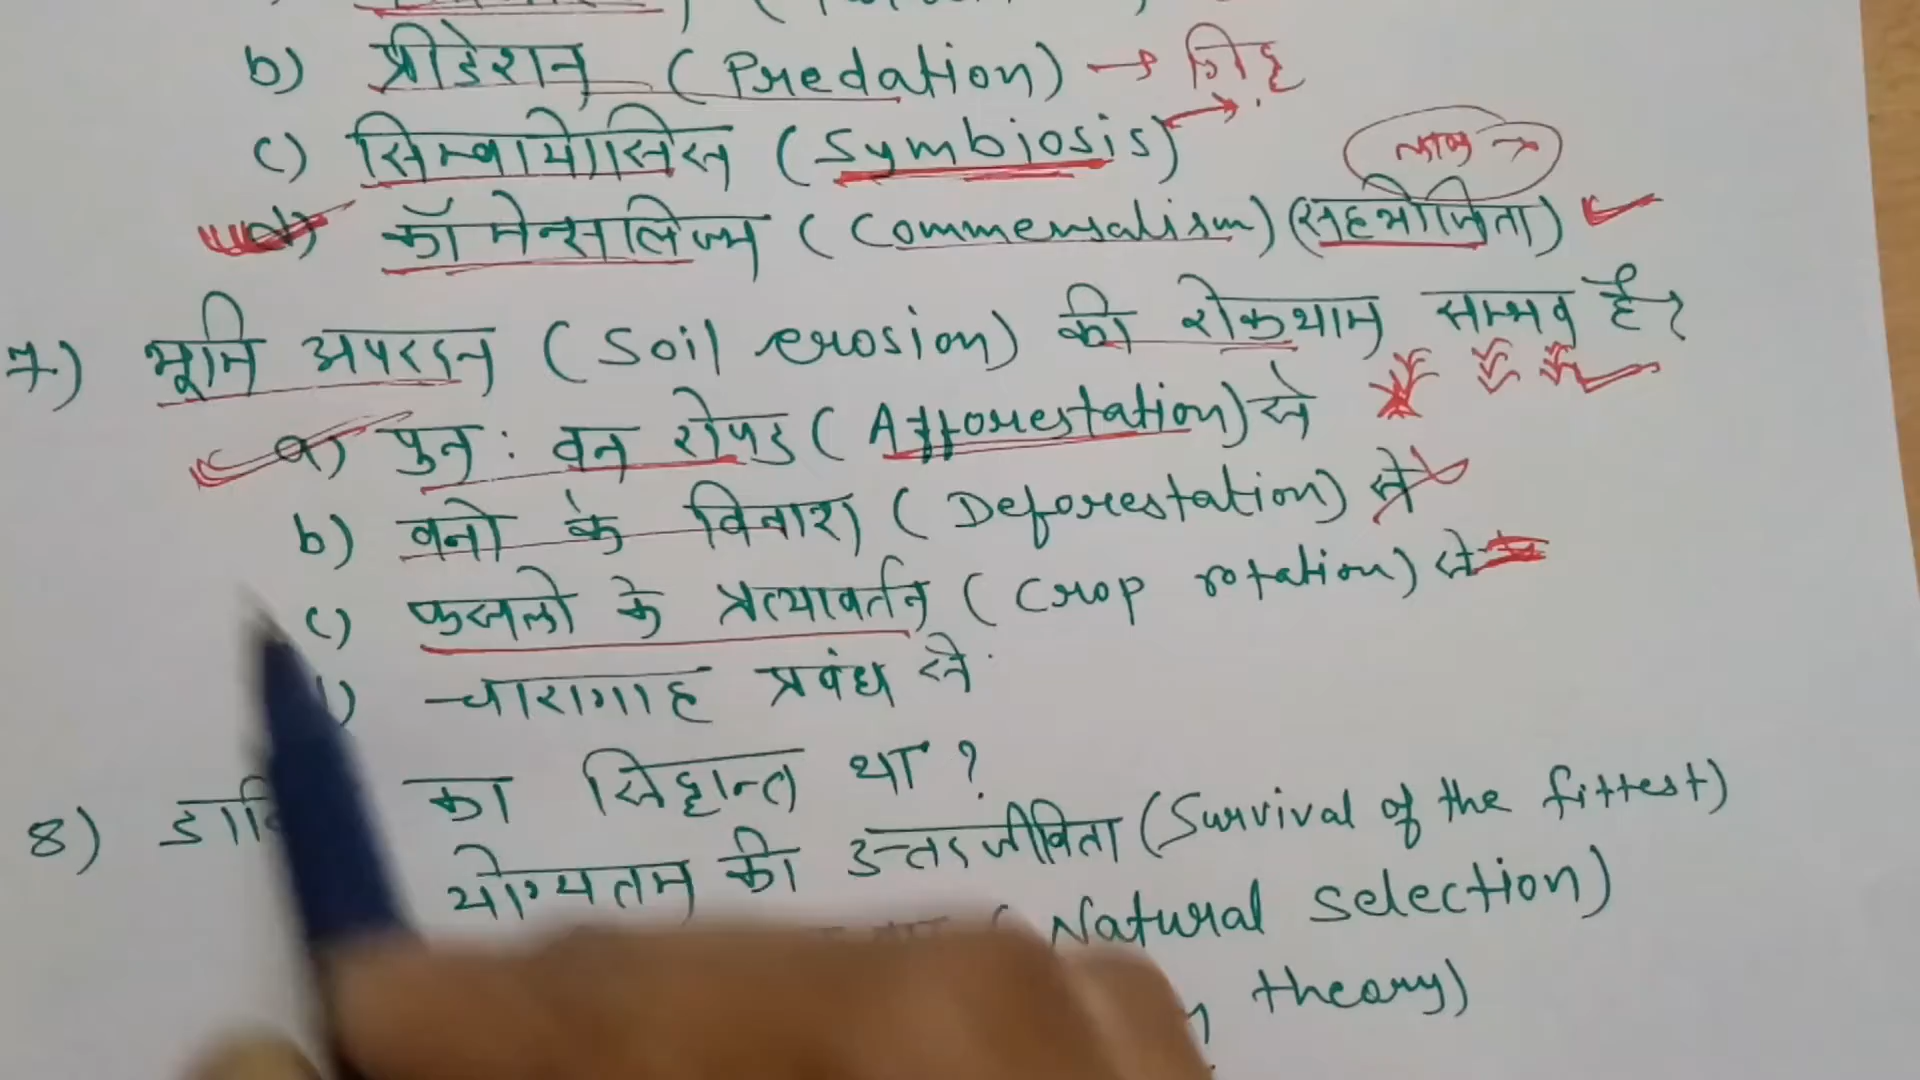 b) प्रीडेशन (Predation) → गिद्ध
c) सिम्बायोसिस (Symbiosis) →
लाभ →
d) कॉमेन्सलिज्म (Commensalism) (सहभोजिता)
7) भूमि अपरदन (Soil erosion) की रोकथाम सम्भव है?
a) पुन: वन रोपड (Afforestation) से
b) वनो के विनाश (Deforestation) से
c) फसलो के प्रत्यावर्तन (Crop rotation) से
) चारागाह प्रबंध से
8) का सिद्धान्त था?
योग्यतम की उत्तरजीविता (Survival of the fittest)
(Natural selection)
theory)